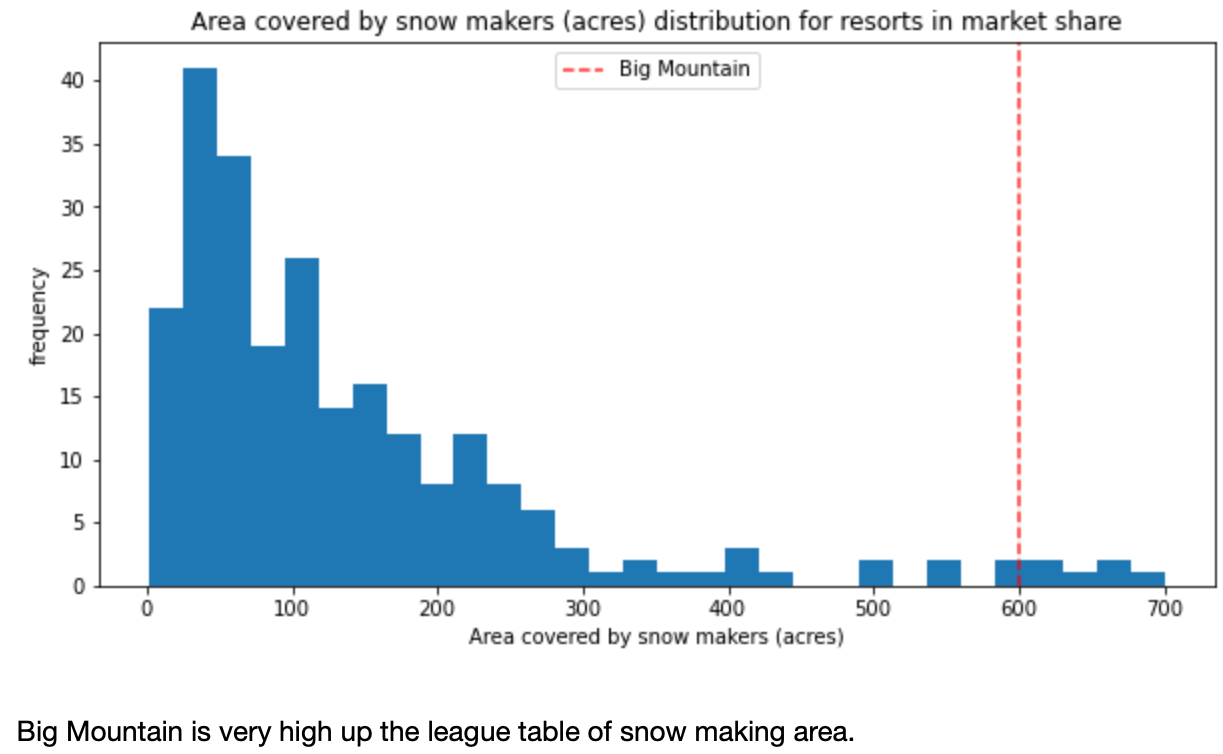 Area covered by snow makers (acres) distribution for resorts in market share
Big Mountain
40
35
30
25
20
15
10
5
0
frequency
0 100 200 300 400 500 600 700
Area covered by snow makers (acres)
Big Mountain is very high up the league table of snow making area.